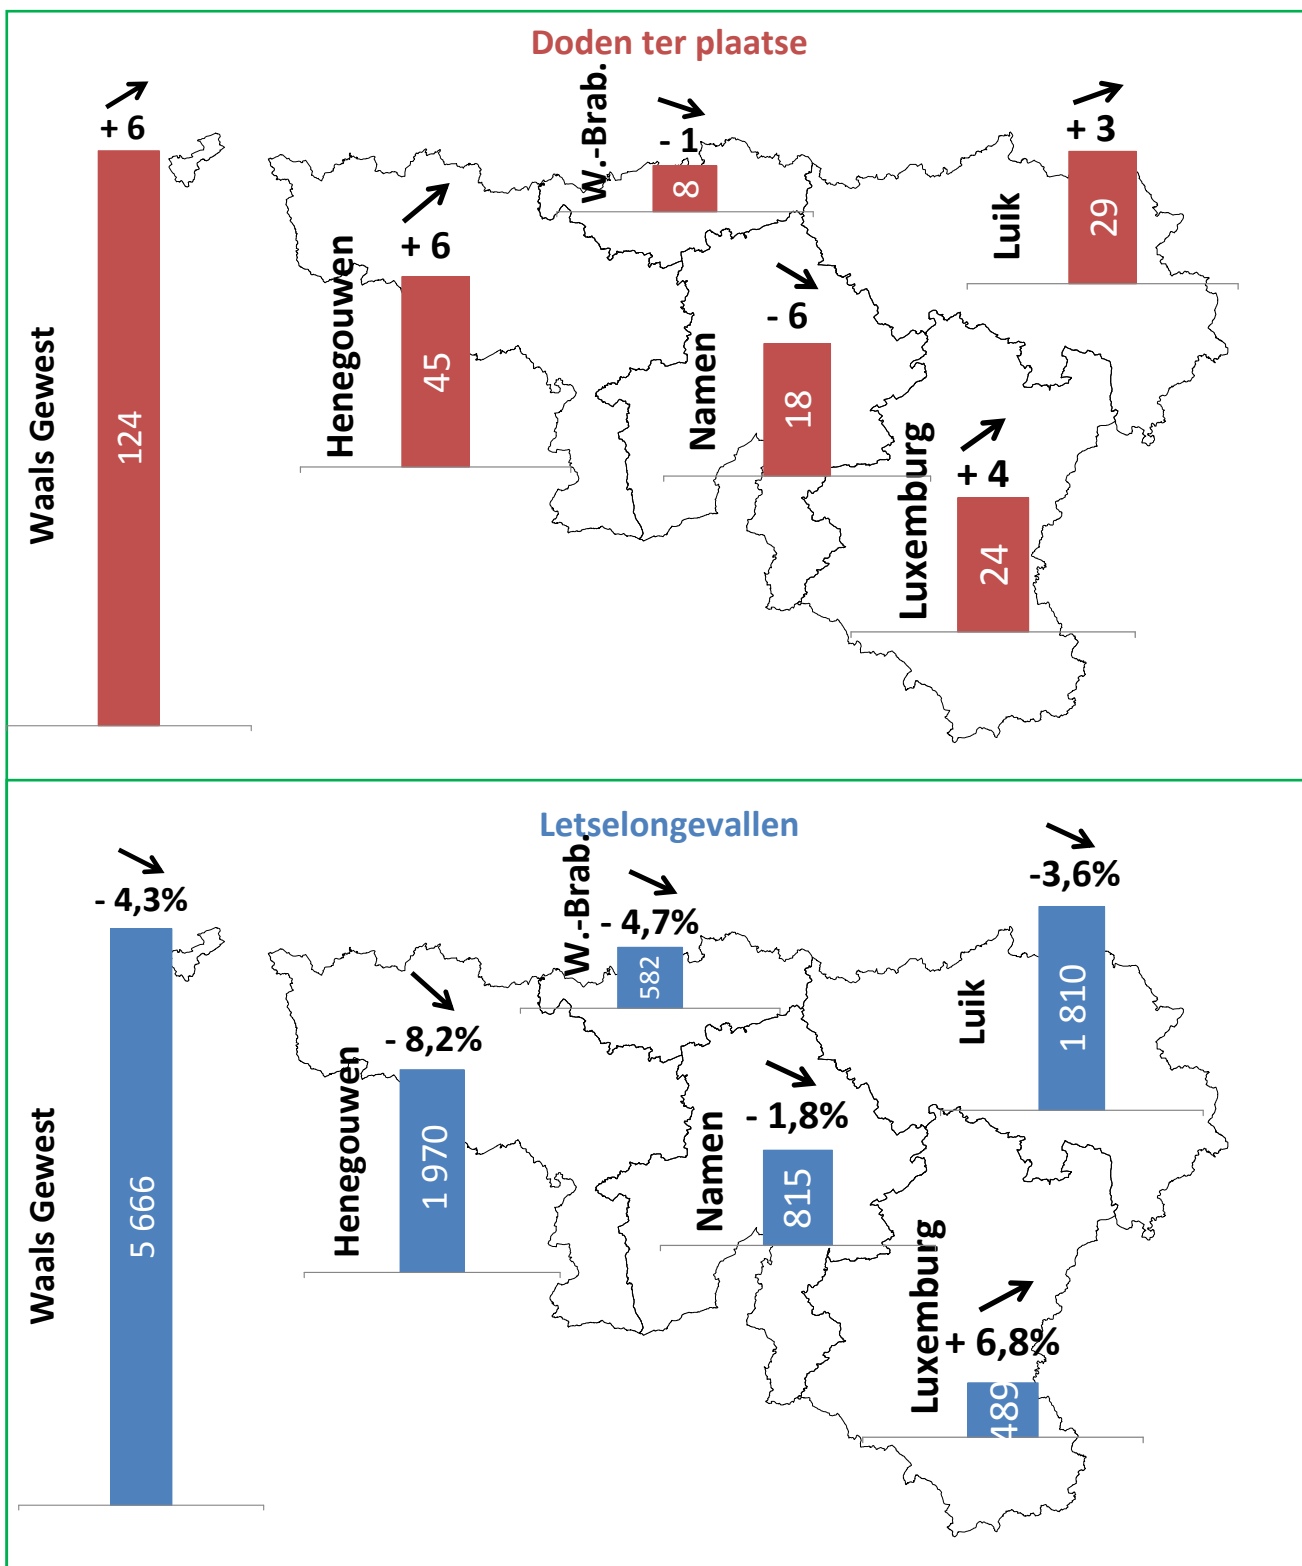 Doden ter plaatse
Waals Gewest
+ 6
124
Henegouwen
+ 6
45
W.-Brab.
- 1
8
Namen
- 6
18
Luik
+ 3
29
Luxemburg
+ 4
24
Letselongevallen
Waals Gewest
- 4,3%
5 666
Henegouwen
- 8,2%
1 970
W.-Brab.
- 4,7%
582
Namen
- 1,8%
815
Luik
-3,6%
1 810
Luxemburg
+ 6,8%
489